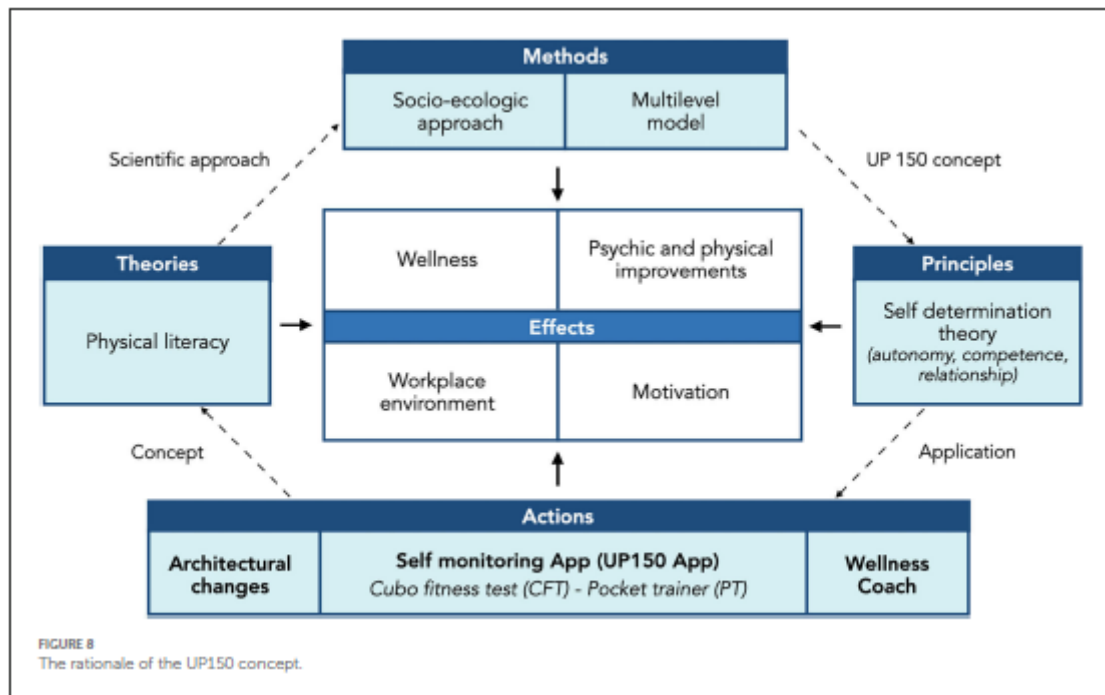 Methods
Socio-ecologic
approach
Multilevel
model
Scientific approach
UP 150 concept
Theories
Physical literacy
Wellness
Psychic and physical
improvements
Effects
Workplace
environment
Motivation
Principles
Self determination
theory
(autonomy, competence,
relationship)
Concept
Application
Actions
Architectural
changes
Self monitoring App (UP150 App)
Cubo fitness test (CFT) - Pocket trainer (PT)
Wellness
Coach
FIGURE 8
The rationale of the UP150 concept.